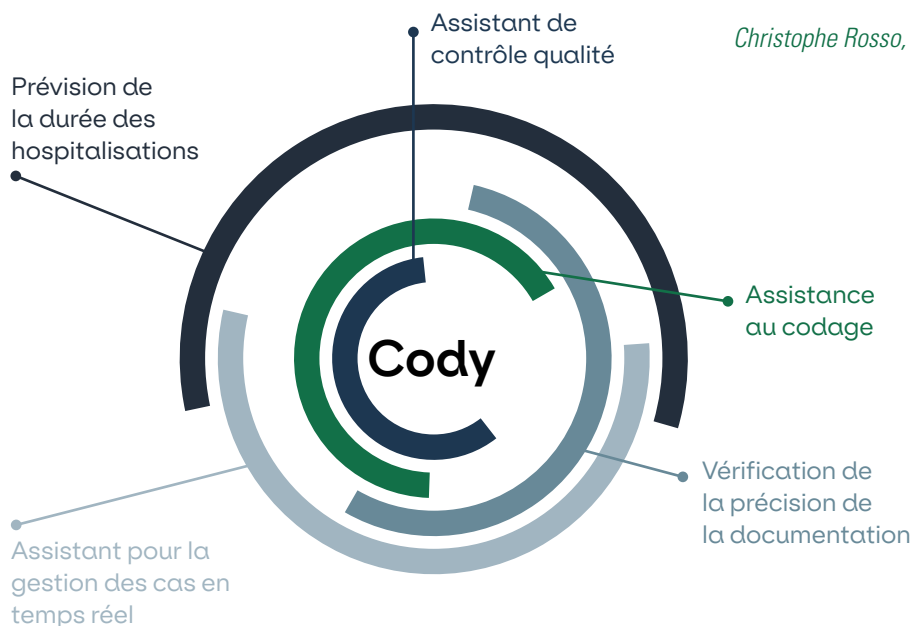 Assistant de
contrôle qualité
Christophe Rosso,
Prévision de
la durée des
hospitalisations
Cody
Assistance
au codage
Vérification de
la précision de
la documentation
Assistant pour la
gestion des cas en
temps réel